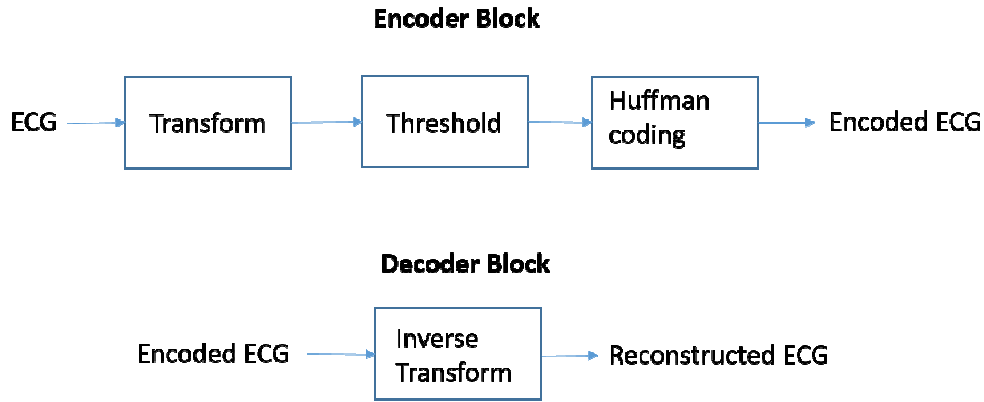 Encoder Block
ECG
Transform
Threshold
Huffman
coding
Encoded ECG
Decoder Block
Encoded ECG
Inverse
Transform
Reconstructed ECG